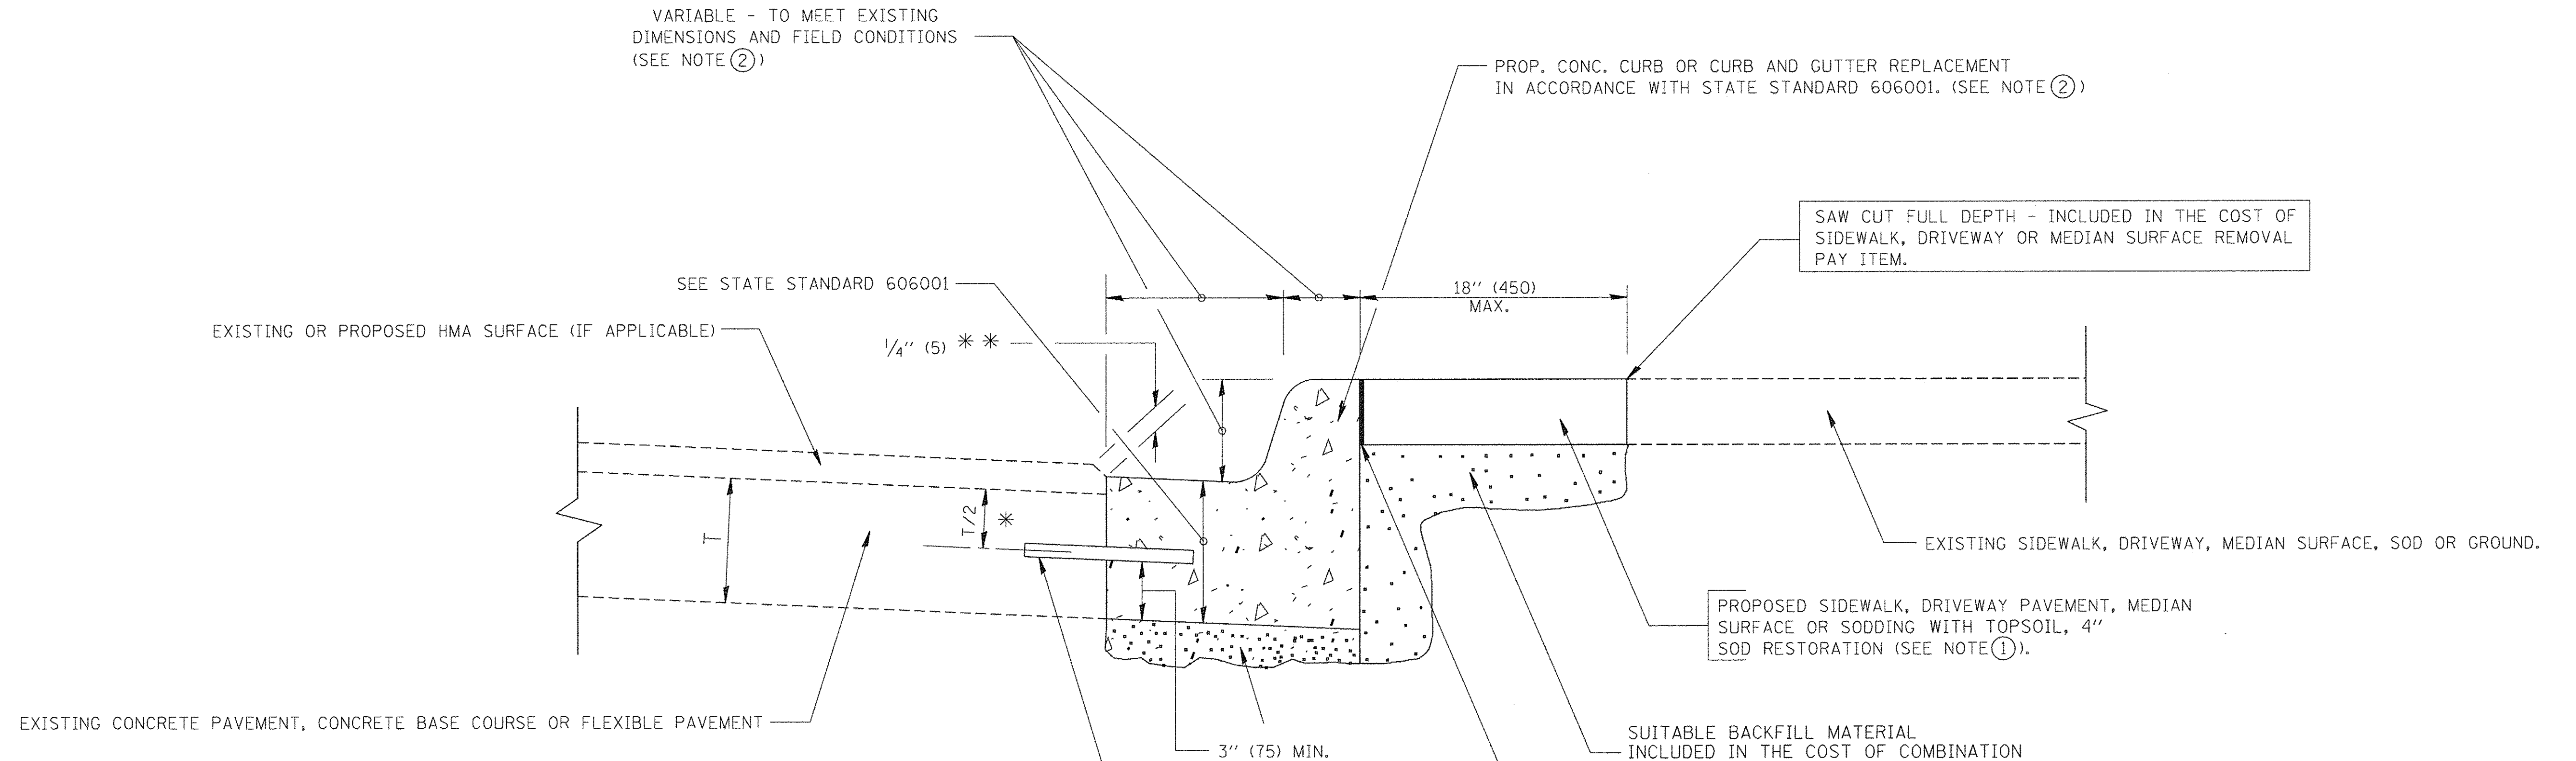 VARIABLE - TO MEET EXISTING
DIMENSIONS AND FIELD CONDITIONS
(SEE NOTE ②)
PROP. CONC. CURB OR CURB AND GUTTER REPLACEMENT
IN ACCORDANCE WITH STATE STANDARD 606001. (SEE NOTE ②)
SAW CUT FULL DEPTH - INCLUDED IN THE COST OF
SIDEWALK, DRIVEWAY OR MEDIAN SURFACE REMOVAL
PAY ITEM.
SEE STATE STANDARD 606001
18" (450)
MAX.
EXISTING OR PROPOSED HMA SURFACE (IF APPLICABLE)
1/4" (5) * *
T
T/2 *
EXISTING SIDEWALK, DRIVEWAY, MEDIAN SURFACE, SOD OR GROUND.
PROPOSED SIDEWALK, DRIVEWAY PAVEMENT, MEDIAN
SURFACE OR SODDING WITH TOPSOIL, 4"
SOD RESTORATION (SEE NOTE ①).
EXISTING CONCRETE PAVEMENT, CONCRETE BASE COURSE OR FLEXIBLE PAVEMENT
3" (75) MIN.
SUITABLE BACKFILL MATERIAL
INCLUDED IN THE COST OF COMBINATION